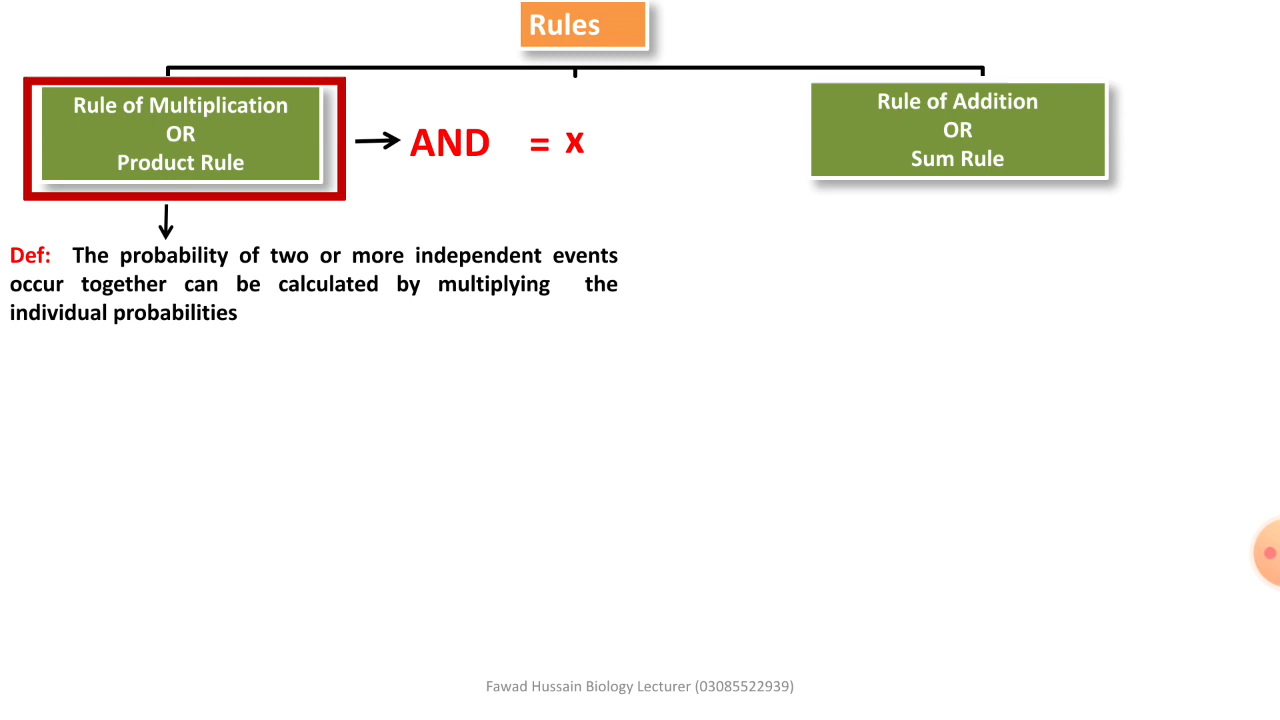 Rules
Rule of Multiplication
OR
Product Rule
AND = x
Rule of Addition
OR
Sum Rule
Def: The probability of two or more independent events
occur together can be calculated by multiplying the
individual probabilities
Fawad Hussain Biology Lecturer (03085522939)